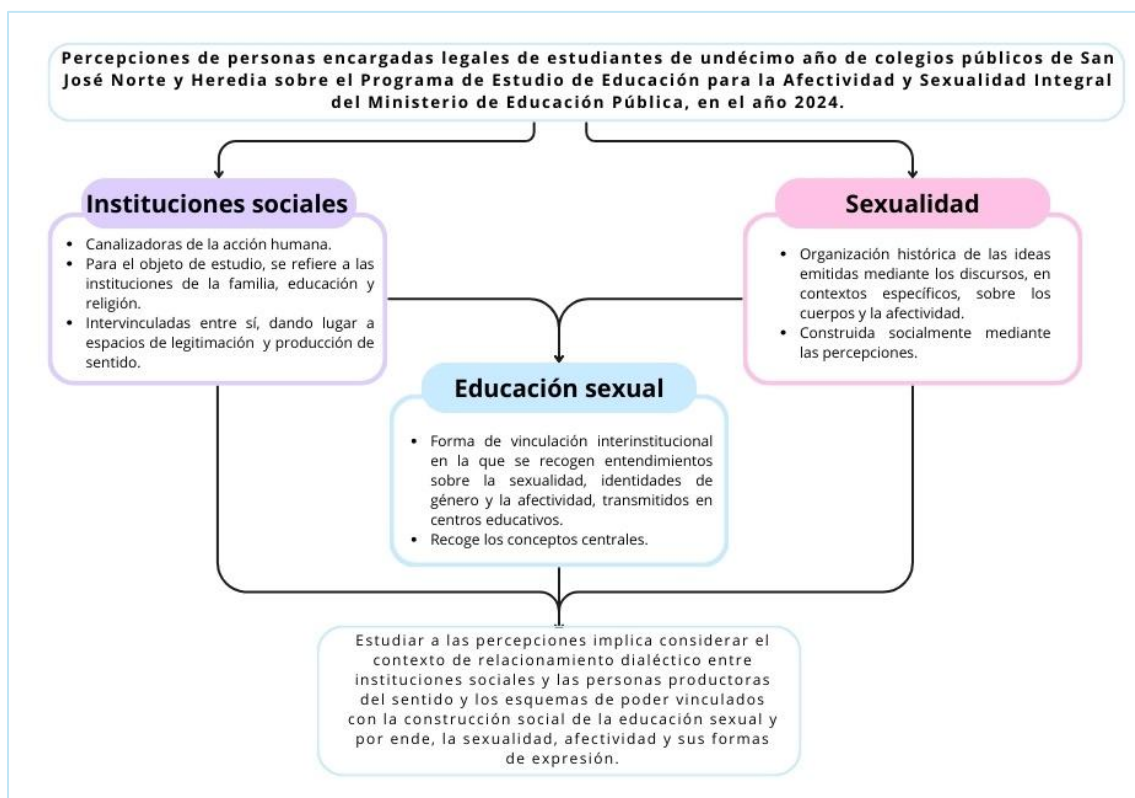 Percepciones de personas encargadas legales de estudiantes de undécimo año de colegios públicos de San
José Norte y Heredia sobre el Programa de Estudio de Educación para la Afectividad y Sexualidad Integral
del Ministerio de Educación Pública, en el año 2024.
Instituciones sociales
• Canalizadoras de la acción humana.
• Para el objeto de estudio, se refiere a las
instituciones de la familia, educación y
religión.
• Intervinculadas entre sí, dando lugar a
espacios de legitimación y producción de
sentido.
Sexualidad
• Organización histórica de las ideas
emitidas mediante los discursos, en
contextos específicos, sobre los
cuerpos y la afectividad.
• Construida socialmente mediante
las percepciones.
Educación sexual
• Forma de vinculación interinstitucional
en la que se recogen entendimientos
sobre la sexualidad, identidades de
género y la afectividad, transmitidos en
centros educativos.
• Recoge los conceptos centrales.
Estudiar a las percepciones implica considerar el
contexto de relacionamiento dialéctico entre
instituciones sociales y las personas productoras
del sentido y los esquemas de poder vinculados
con la construcción social de la educación sexual y
por ende, la sexualidad, afectividad y sus formas
de expresión.